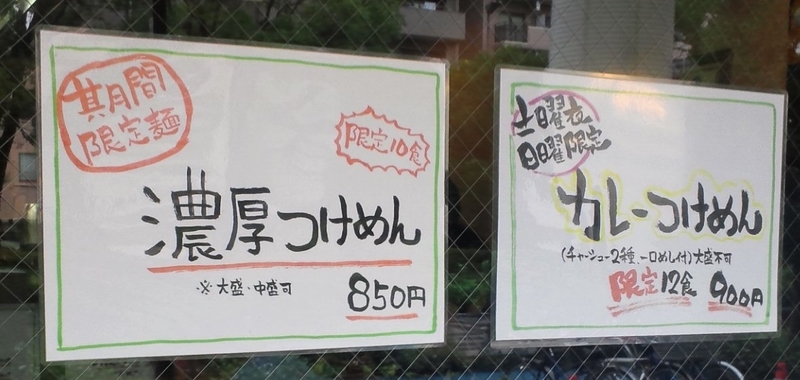 期間
限定麺
限定10食
濃厚つけめん
※大盛・中盛可
850円
土曜夜
日曜限定
カレーつけめん
(チャーシュー2種、一口めし付)大盛不可
限定12食 900円